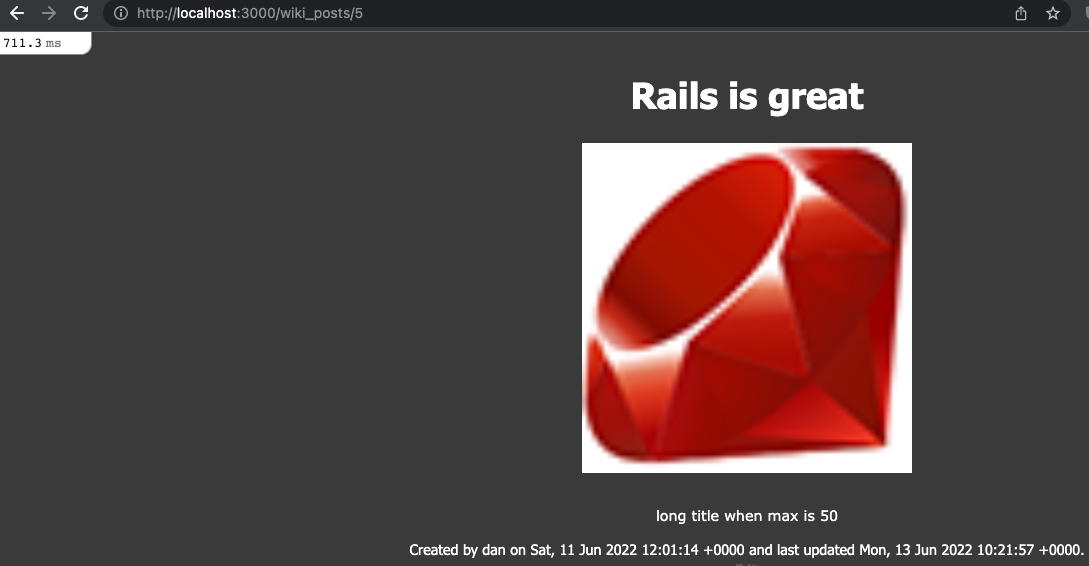 http://localhost:3000/wiki_posts/5
711.3 ms
Rails is great
long title when max is 50
Created by dan on Sat, 11 Jun 2022 12:01:14 +0000 and last updated Mon, 13 Jun 2022 10:21:57 +0000.